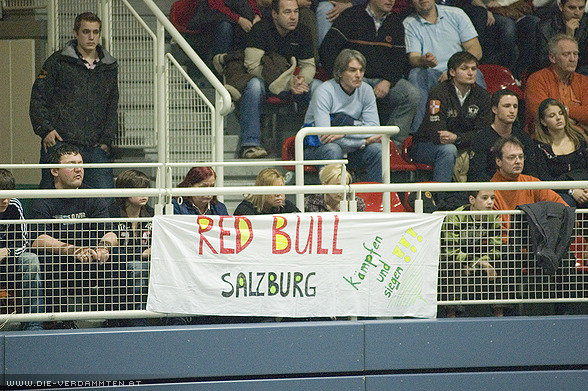 RED BULL
SALZBURG
Kämpfen
und
siegen !!!
WWW.DIE-VERDAMMTEN.AT